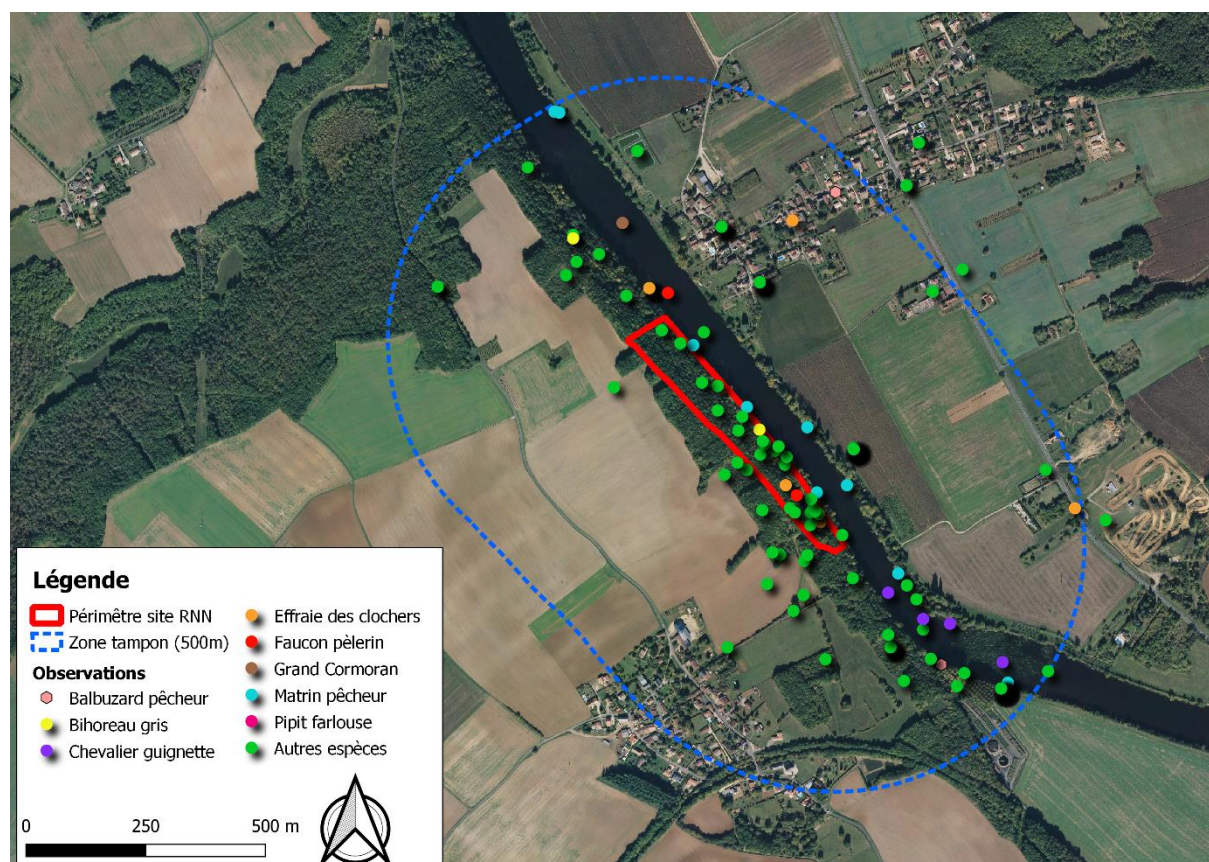 Légende
Périmêtre site RNN
Zone tampon (500m)
Observations
Balbuzard pêcheur
Bihoreau gris
Chevalier guignette
Effraie des clochers
Faucon pèlerin
Grand Cormoran
Matrin pêcheur
Pipit farlouse
Autres espèces
0 250 500 m